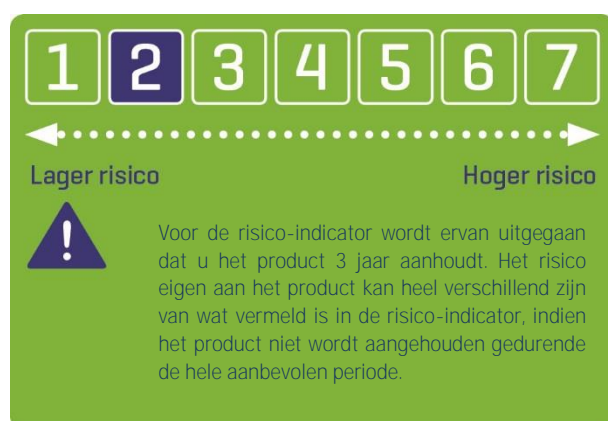 1 2 3 4 5 6 7
Lager risico Hoger risico
!
Voor de risico-indicator wordt ervan uitgegaan
dat u het product 3 jaar aanhoudt. Het risico
eigen aan het product kan heel verschillend zijn
van wat vermeld is in de risico-indicator, indien
het product niet wordt aangehouden gedurende
de hele aanbevolen periode.